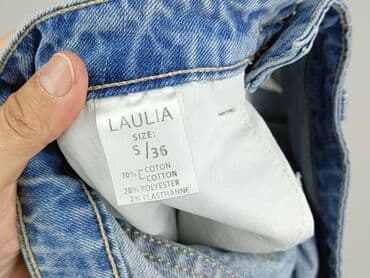 LAULIA
SIZE:
S/36
70% COTON
COTTON
28% POLYESTER
2% ELASTHANNE